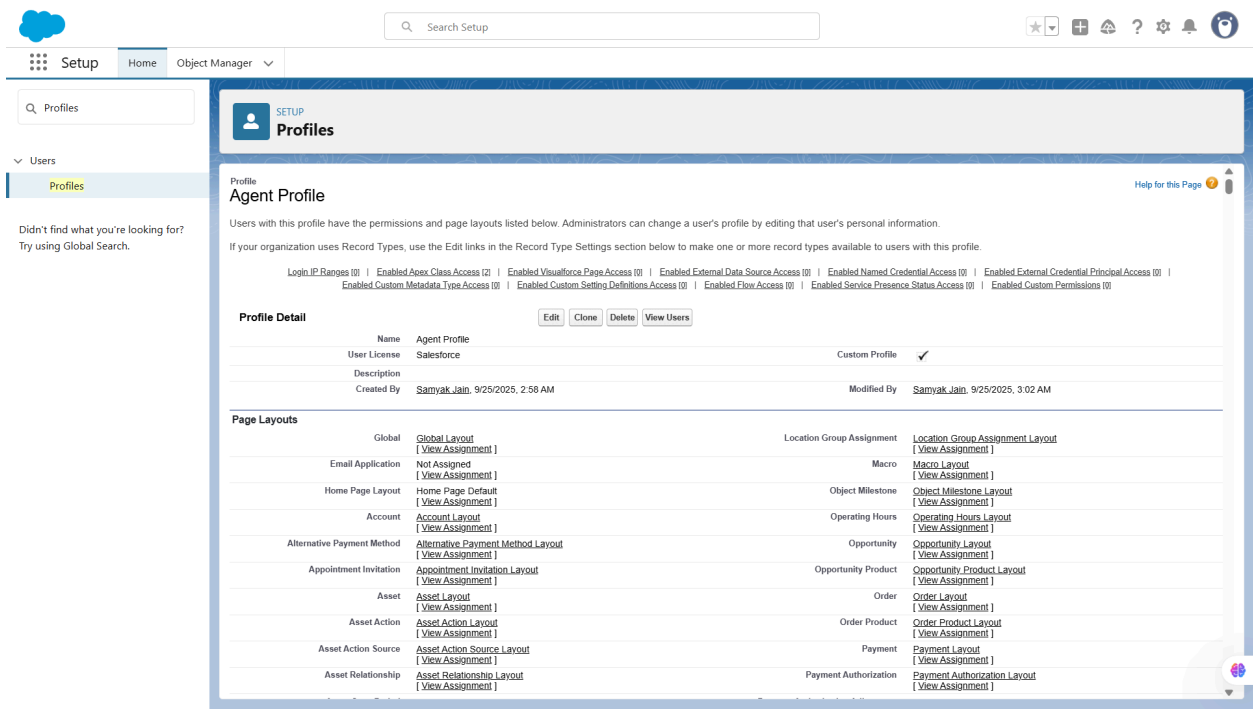 Search Setup
Setup
Home
Object Manager
Profiles
Users
Profiles
Didn't find what you're looking for?
Try using Global Search.
SETUP
Profiles
Profile
Agent Profile
Help for this Page
Users with this profile have the permissions and page layouts listed below. Administrators can change a user's profile by editing that user's personal information.
If your organization uses Record Types, use the Edit links in the Record Type Settings section below to make one or more record types available to users with this profile.
Login IP Ranges [0] | Enabled Apex Class Access [2] | Enabled Visualforce Page Access [0] | Enabled External Data Source Access [0] | Enabled Named Credential Access [0] | Enabled External Credential Principal Access [0] |
Enabled Custom Metadata Type Access [0] | Enabled Custom Setting Definitions Access [0] | Enabled Flow Access [0] | Enabled Service Presence Status Access [0] | Enabled Custom Permissions [0]
Profile Detail Edit Clone Delete View Users
Name Agent Profile
User License Salesforce Custom Profile
Description
Created By Samyak Jain, 9/25/2025, 2:58 AM Modified By Samyak Jain, 9/25/2025, 3:02 AM
Page Layouts
Global Global Layout Location Group Assignment Location Group Assignment Layout
[ View Assignment ] [ View Assignment ]
Email Application Not Assigned Macro Macro Layout
[ View Assignment ] [ View Assignment ]
Home Page Layout Home Page Default Object Milestone Object Milestone Layout
[ View Assignment ] [ View Assignment ]
Account Account Layout Operating Hours Operating Hours Layout
[ View Assignment ] [ View Assignment ]
Alternative Payment Method Alternative Payment Method Layout Opportunity Opportunity Layout
[ View Assignment ] [ View Assignment ]
Appointment Invitation Appointment Invitation Layout Opportunity Product Opportunity Product Layout
[ View Assignment ] [ View Assignment ]
Asset Asset Layout Order Order Layout
[ View Assignment ] [ View Assignment ]
Asset Action Asset Action Layout Order Product Order Product Layout
[ View Assignment ] [ View Assignment ]
Asset Action Source Asset Action Source Layout Payment Payment Layout
[ View Assignment ] [ View Assignment ]
Asset Relationship Asset Relationship Layout Payment Authorization Payment Authorization Layout
[ View Assignment ] [ View Assignment ]